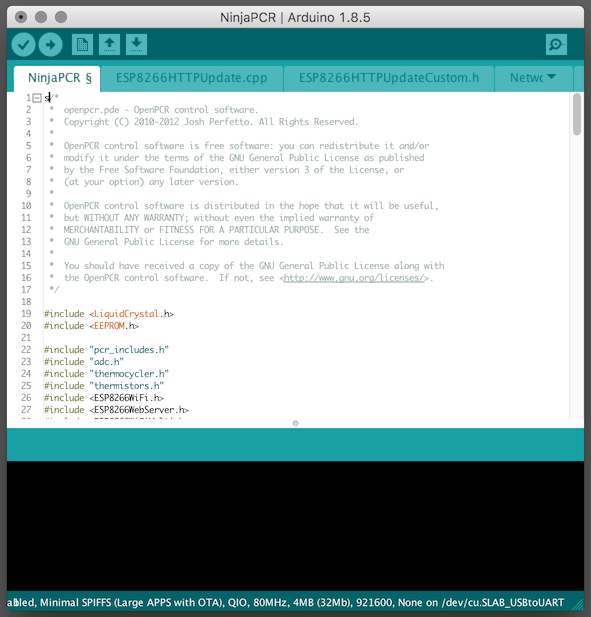 NinjaPCR | Arduino 1.8.5
NinjaPCR § ESP8266HTTPUpdate.cpp ESP8266HTTPUpdateCustom.h Netwo
1 s/*
2 * openpcr.pde - OpenPCR control software.
3 * Copyright (C) 2010-2012 Josh Perfetto. All Rights Reserved.
4 *
5 * OpenPCR control software is free software: you can redistribute it and/or
6 * modify it under the terms of the GNU General Public License as published
7 * by the Free Software Foundation, either version 3 of the License, or
8 * (at your option) any later version.
9 *
10 * OpenPCR control software is distributed in the hope that it will be useful,
11 * but WITHOUT ANY WARRANTY; without even the implied warranty of
12 * MERCHANTABILITY or FITNESS FOR A PARTICULAR PURPOSE.  See the
13 * GNU General Public License for more details.
14 *
15 * You should have received a copy of the GNU General Public License along with
16 * the OpenPCR control software.  If not, see <http://www.gnu.org/licenses/>.
17 */
18
19 #include <LiquidCrystal.h>
20 #include <EEPROM.h>
21
22 #include "pcr_includes.h"
23 #include "adc.h"
24 #include "thermocycler.h"
25 #include "thermistors.h"
26 #include <ESP8266WiFi.h>
27 #include <ESP8266WebServer.h>
bled, Minimal SPIFFS (Large APPS with OTA), QIO, 80MHz, 4MB (32Mb), 921600, None on /dev/cu.SLAB_USBtoUART